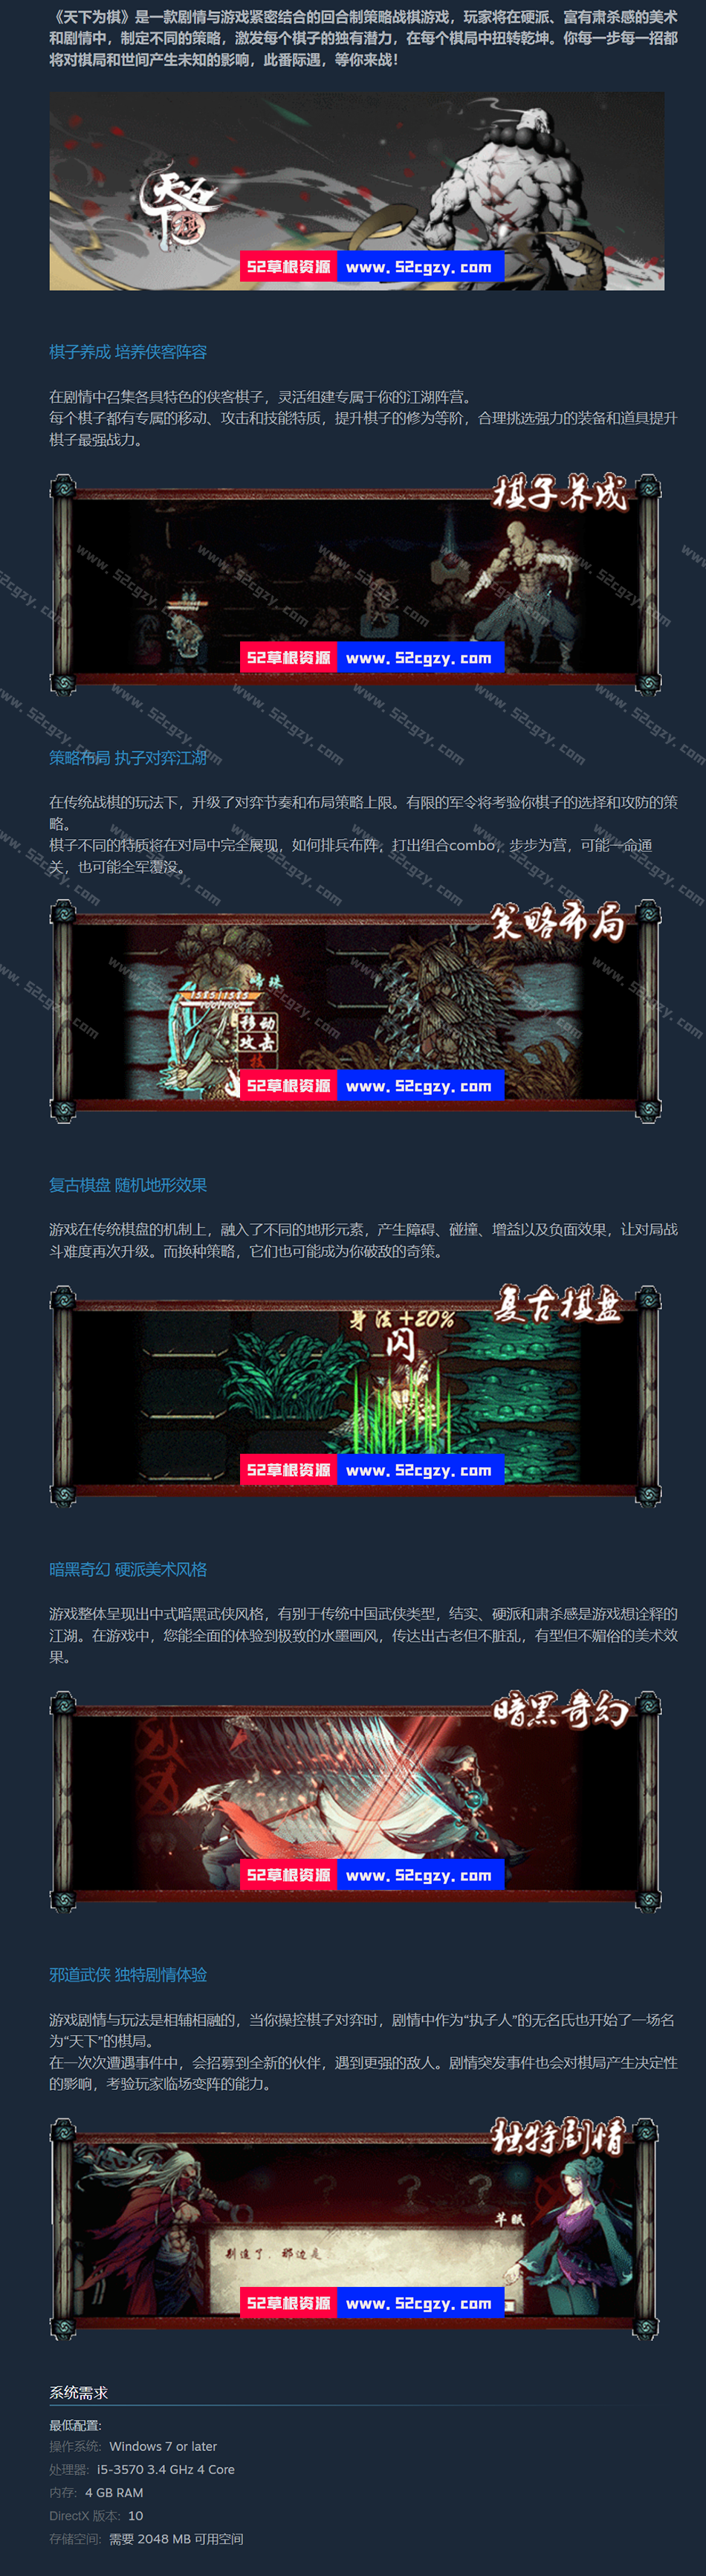 《天下为棋》是一款剧情与游戏紧密结合的回合制策略战棋游戏，玩家将在硬派、富有肃杀感的美术
和剧情中，制定不同的策略，激发每个棋子的独有潜力，在每个棋局中扭转乾坤。你每一步每一招都
将对棋局和世间产生未知的影响，此番际遇，等你来战！
天下为棋
52草根资源 www.52cgzy.com
棋子养成 培养侠客阵容
在剧情中召集各具特色的侠客棋子，灵活组建专属于你的江湖阵营。
每个棋子都有专属的移动、攻击和技能特质，提升棋子的修为等阶，合理挑选强力的装备和道具提升
棋子最强战力。
棋子养成
52草根资源 www.52cgzy.com
策略布局 执子对弈江湖
在传统战棋的玩法下，升级了对弈节奏和布局策略上限。有限的军令将考验你棋子的选择和攻防的策
略。
棋子不同的特质将在对局中完全展现，如何排兵布阵，打出组合combo，步步为营，可能一命通
关，也可能全军覆没。
策略布局
啼珠
1585/1585
100/100
移动
攻击
技
52草根资源 www.52cgzy.com
复古棋盘 随机地形效果
游戏在传统棋盘的机制上，融入了不同的地形元素，产生障碍、碰撞、增益以及负面效果，让对局战
斗难度再次升级。而换种策略，它们也可能成为你破敌的奇策。
复古棋盘
身法+20%
闪
52草根资源 www.52cgzy.com
暗黑奇幻 硬派美术风格
游戏整体呈现出中式暗黑武侠风格，有别于传统中国武侠类型，结实、硬派和肃杀感是游戏想诠释的
江湖。在游戏中，您能全面的体验到极致的水墨画风，传达出古老但不脏乱，有型但不媚俗的美术效
果。
暗黑奇幻
52草根资源 www.52cgzy.com
邪道武侠 独特剧情体验
游戏剧情与玩法是相辅相融的，当你操控棋子对弈时，剧情中作为“执子人”的无名氏也开始了一场名
为“天下”的棋局。
在一次次遭遇事件中，会招募到全新的伙伴，遇到更强的敌人。剧情突发事件也会对棋局产生决定性
的影响，考验玩家临场变阵的能力。
独特剧情
? ? ?
芊眠
别追了，那边是
52草根资源 www.52cgzy.com
系统需求
最低配置:
操作系统: Windows 7 or later
处理器: i5-3570 3.4 GHz 4 Core
内存: 4 GB RAM
DirectX 版本: 10
存储空间: 需要 2048 MB 可用空间